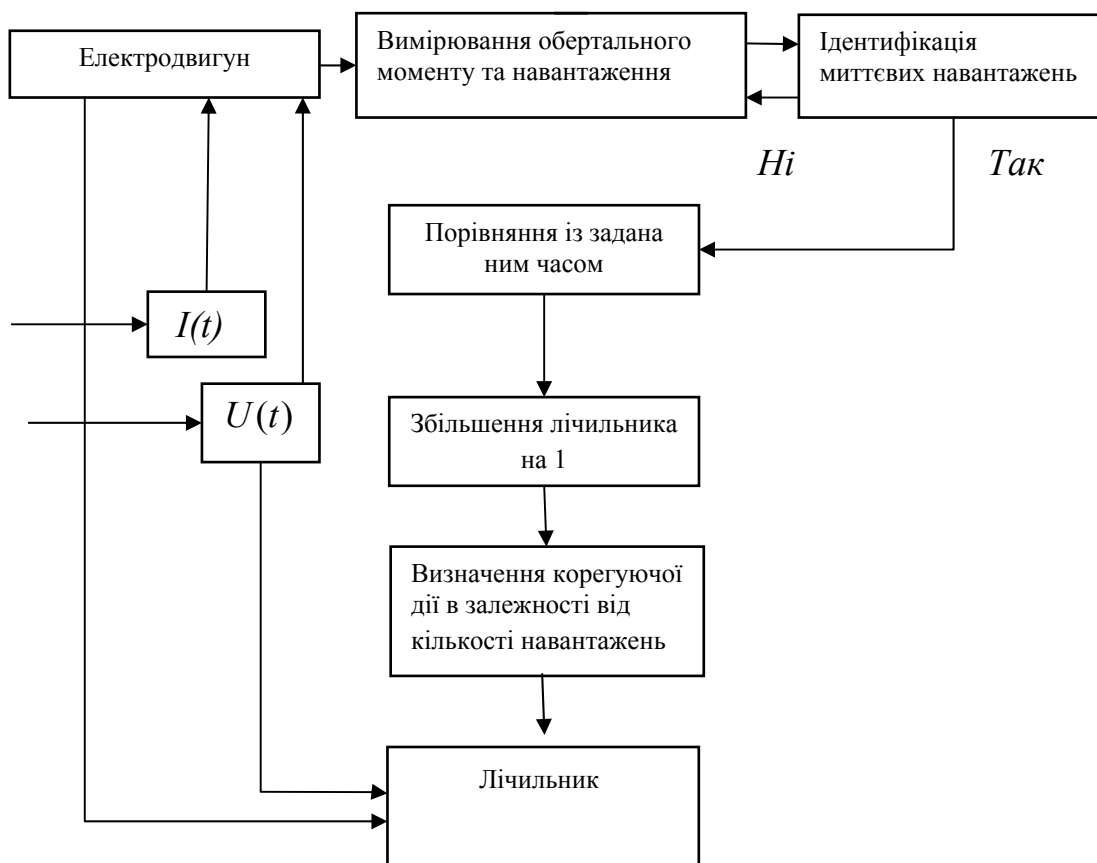 Електродвигун
Вимірювання обертального
моменту та навантаження
Ідентифікація
миттєвих навантажень
Ні
Так
Порівняння із задана
ним часом
I(t)
U(t)
Збільшення лічильника
на 1
Визначення корегуючої
дії в залежності від
кількості навантажень
Лічильник